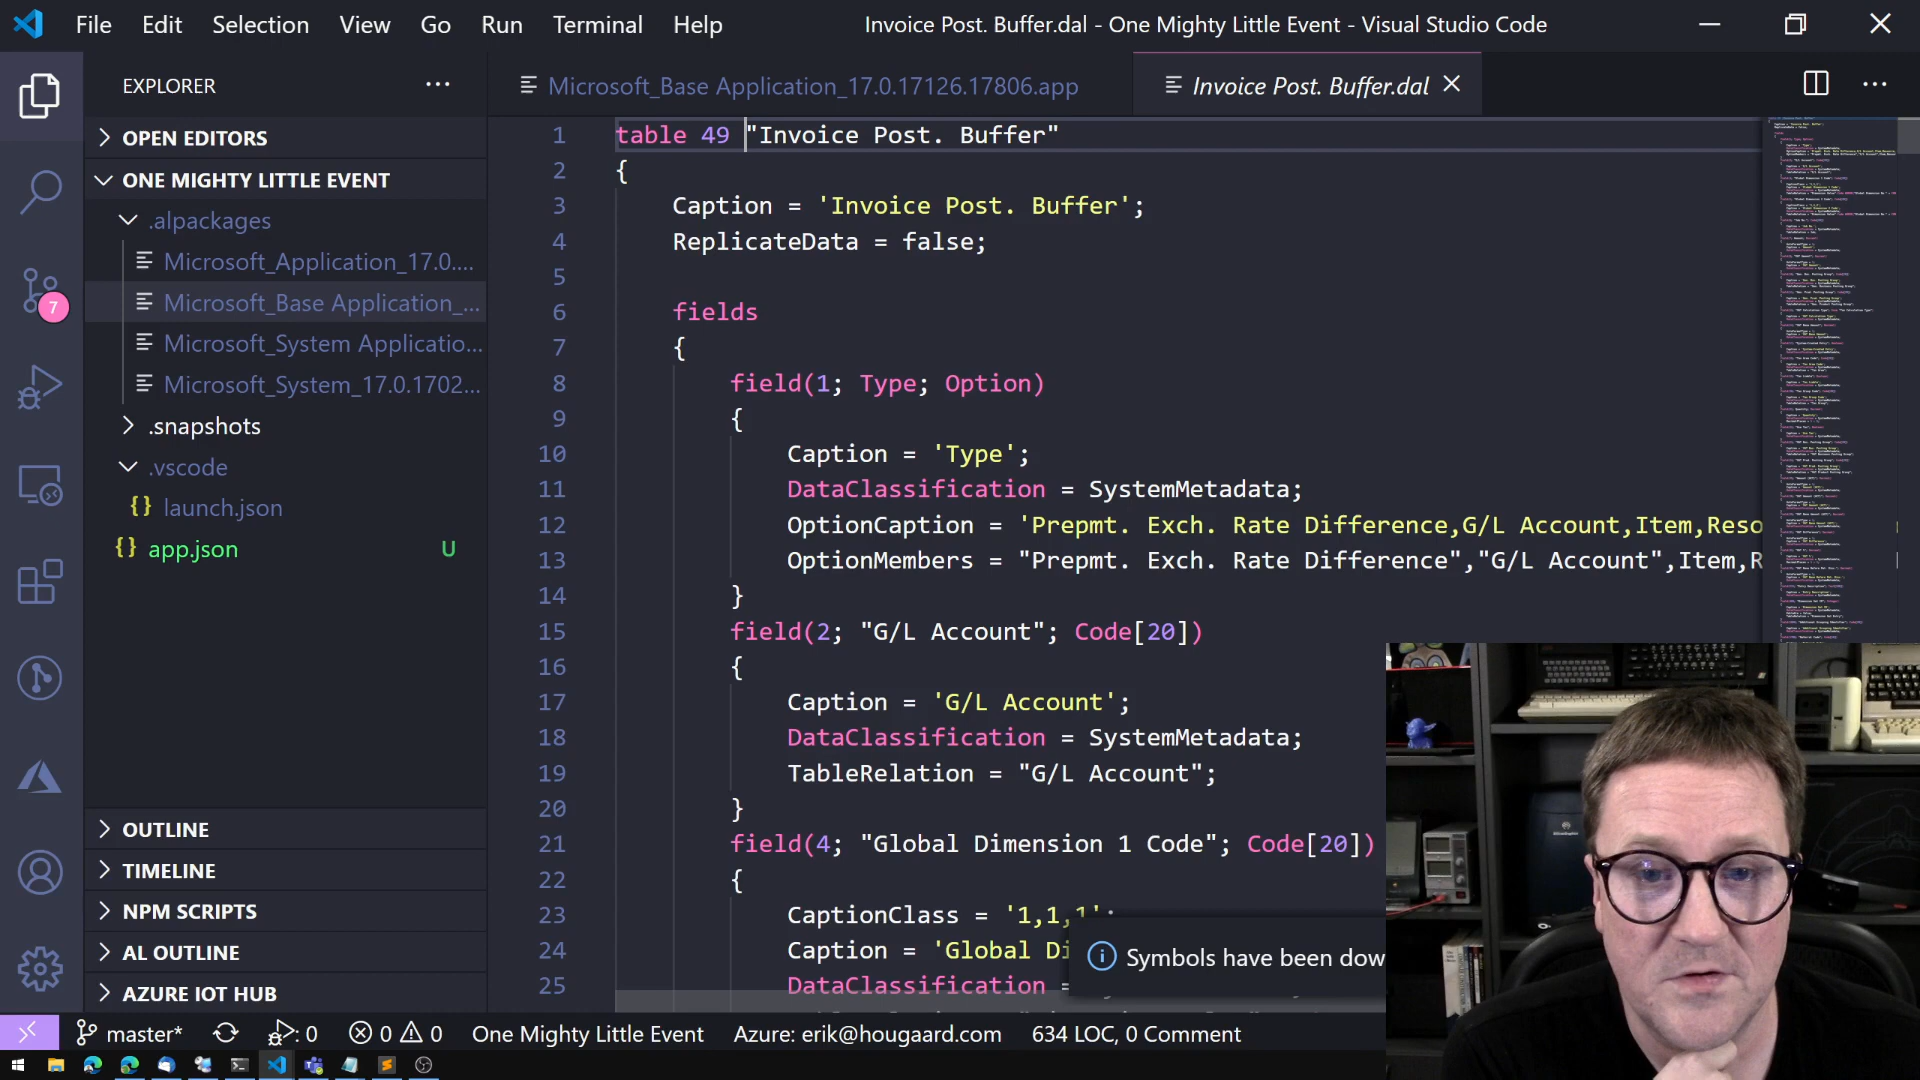 File Edit Selection View Go Run Terminal Help
Invoice Post. Buffer.dal - One Mighty Little Event - Visual Studio Code
EXPLORER
Microsoft_Base Application_17.0.17126.17806.app
Invoice Post. Buffer.dal
OPEN EDITORS
ONE MIGHTY LITTLE EVENT
.alpackages
Microsoft_Application_17.0....
Microsoft_Base Application_...
Microsoft_System Applicatio...
Microsoft_System_17.0.1702...
.snapshots
.vscode
{} launch.json
{} app.json U
7
OUTLINE
TIMELINE
NPM SCRIPTS
AL OUTLINE
AZURE IOT HUB
1 table 49 "Invoice Post. Buffer"
2 {
3 Caption = 'Invoice Post. Buffer';
4 ReplicateData = false;
5
6 fields
7 {
8 field(1; Type; Option)
9 {
10 Caption = 'Type';
11 DataClassification = SystemMetadata;
12 OptionCaption = 'Prepmt. Exch. Rate Difference,G/L Account,Item,Reso
13 OptionMembers = "Prepmt. Exch. Rate Difference","G/L Account",Item,R
14 }
15 field(2; "G/L Account"; Code[20])
16 {
17 Caption = 'G/L Account';
18 DataClassification = SystemMetadata;
19 TableRelation = "G/L Account";
20 }
21 field(4; "Global Dimension 1 Code"; Code[20])
22 {
23 CaptionClass = '1,1,1';
24 Caption = 'Global Di
25 DataClassification =
Symbols have been dow
master* 0 0 0 One Mighty Little Event Azure: erik@hougaard.com 634 LOC, 0 Comment